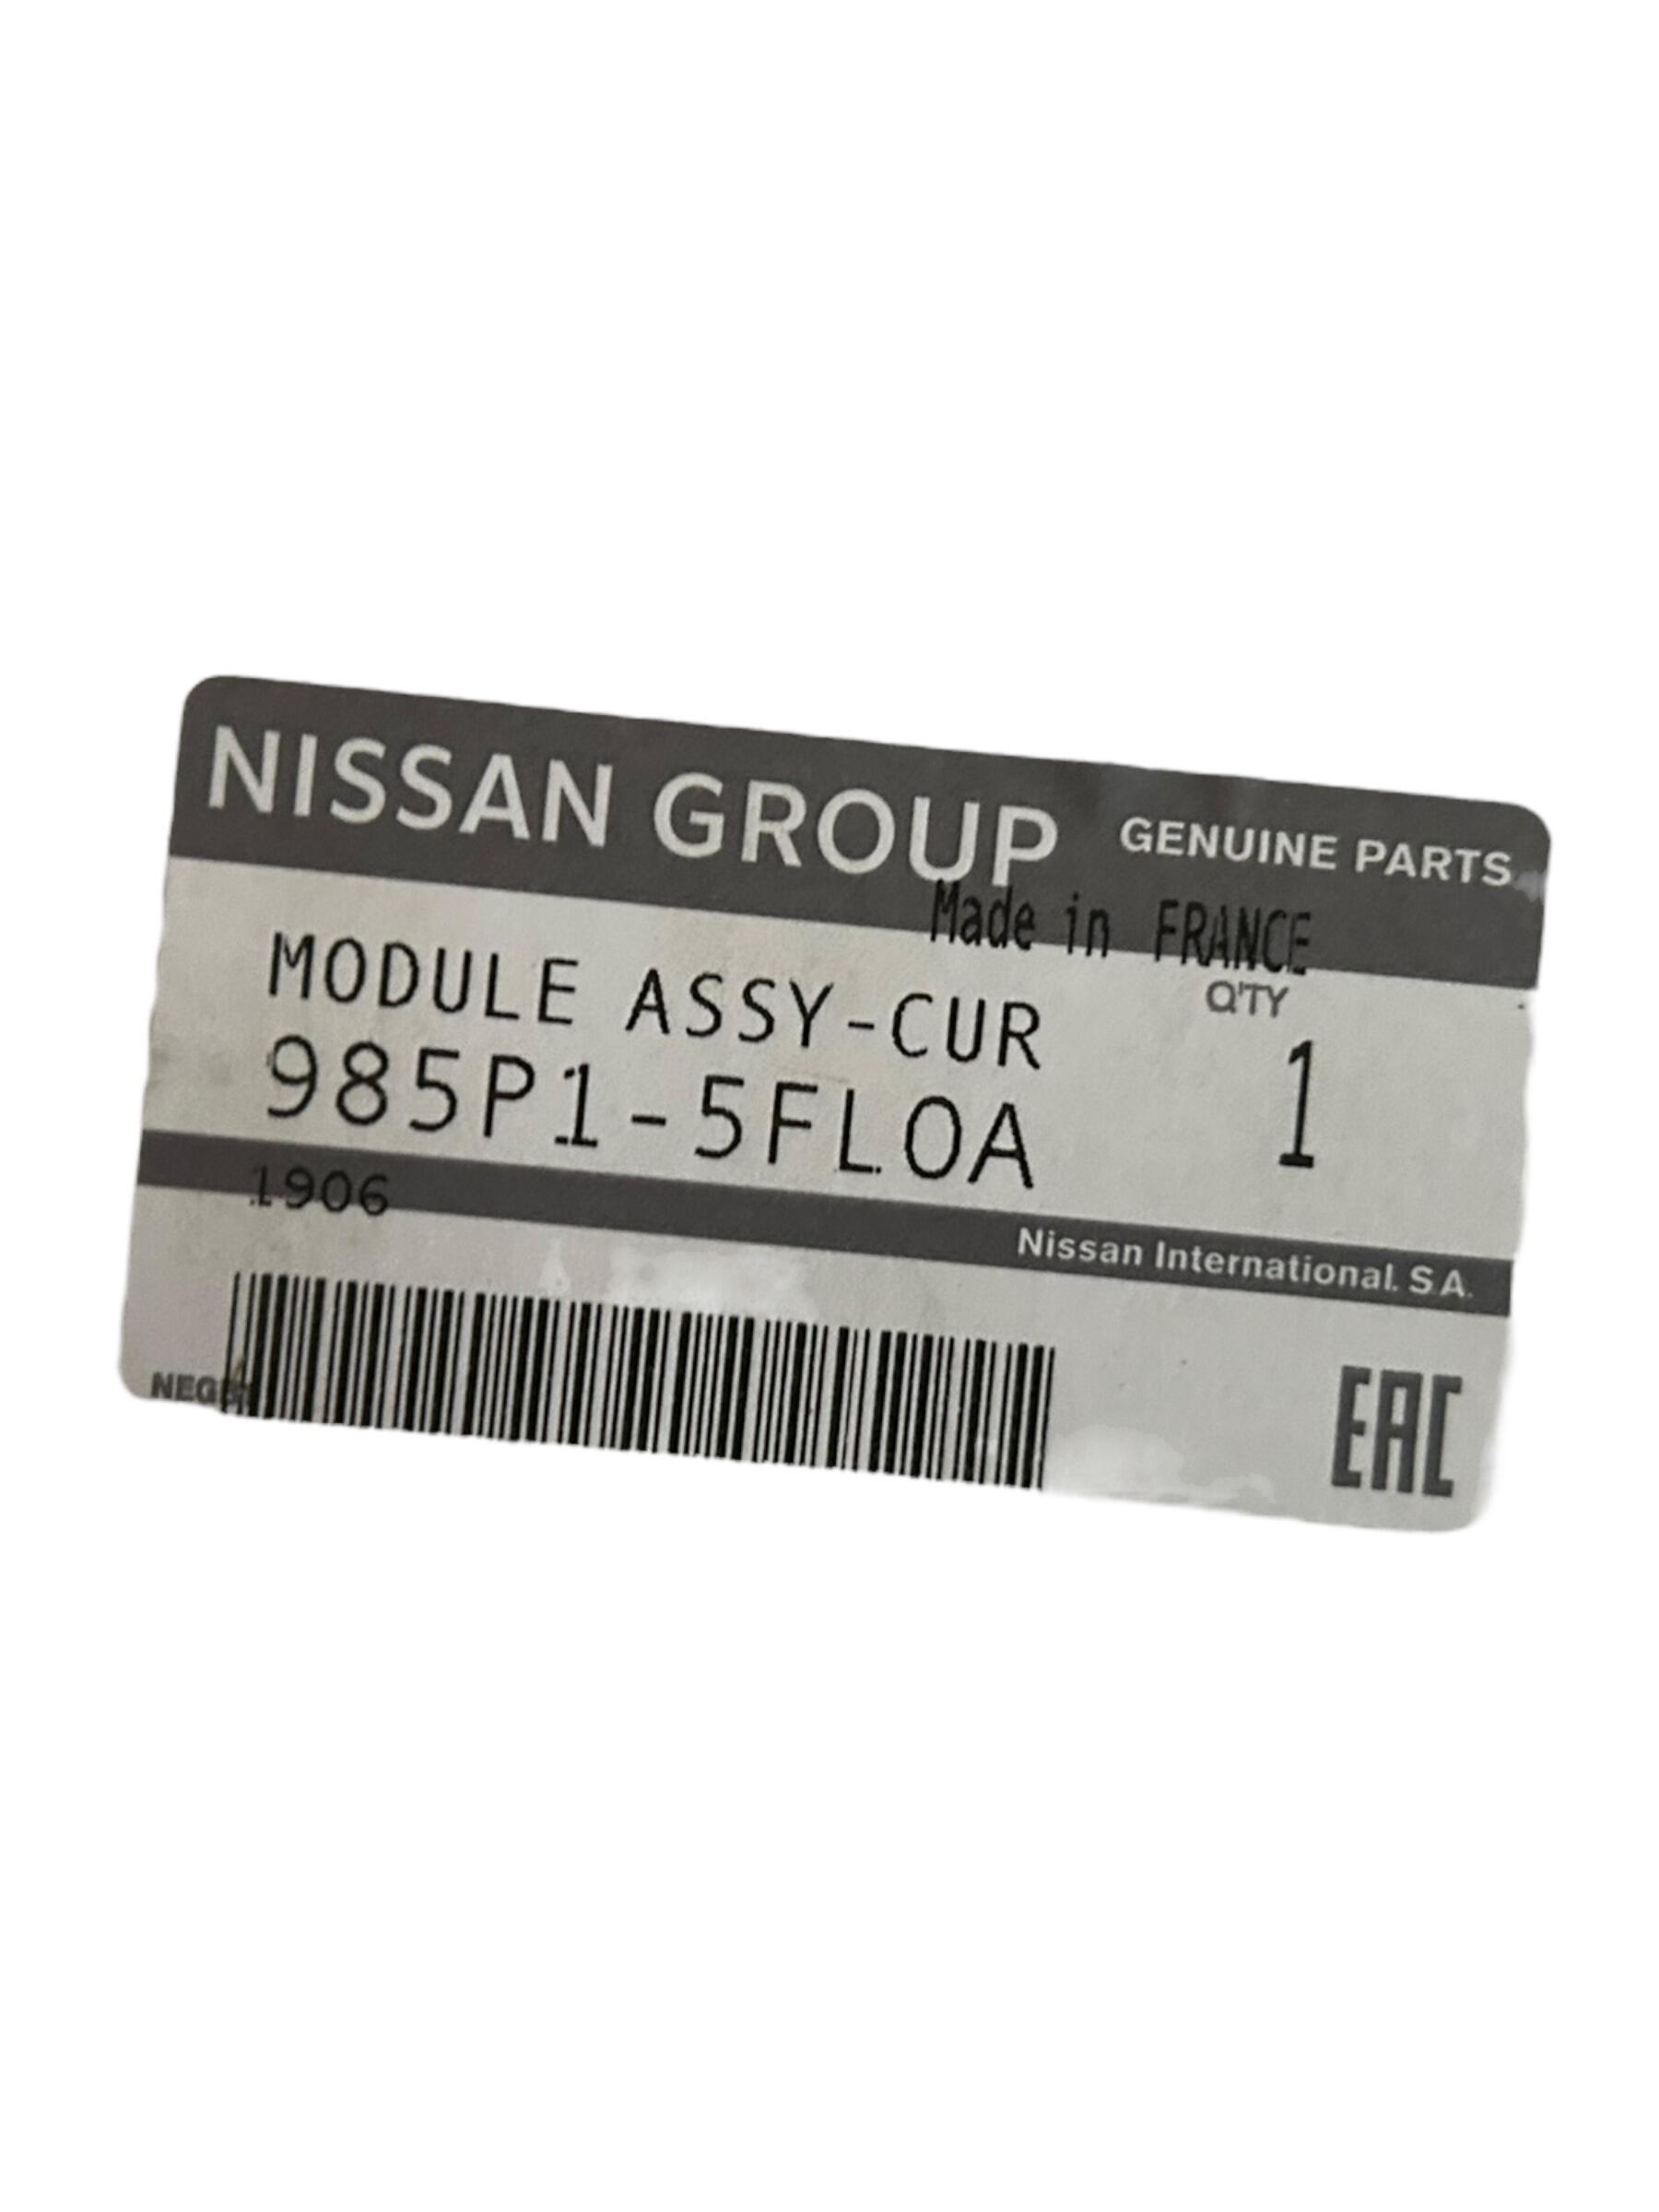 NISSAN GROUP GENUINE PARTS
Made in FRANCE
MODULE ASSY-CUR
Q'TY
985P1-5FL0A 1
1906
Nissan International. S.A.
EAC